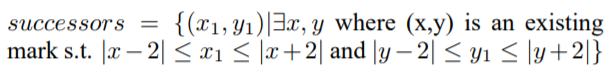 successors = {(x₁, y₁)|∃x, y where (x,y) is an existing
mark s.t. |x − 2| ≤ x₁ ≤ |x+2| and |y − 2| ≤ y₁ ≤ |y+2|}